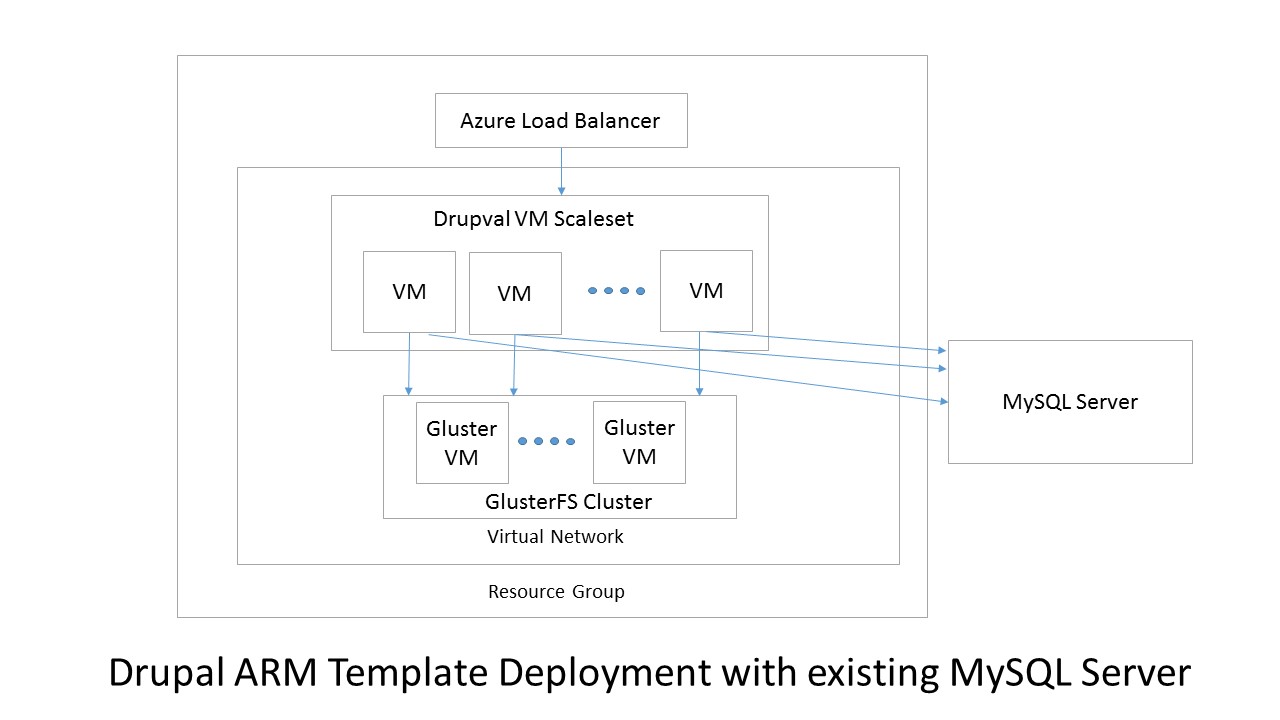 Azure Load Balancer
Drupval VM Scaleset
VM
VM
VM
MySQL Server
Gluster
VM
Gluster
VM
GlusterFS Cluster
Virtual Network
Resource Group
Drupal ARM Template Deployment with existing MySQL Server